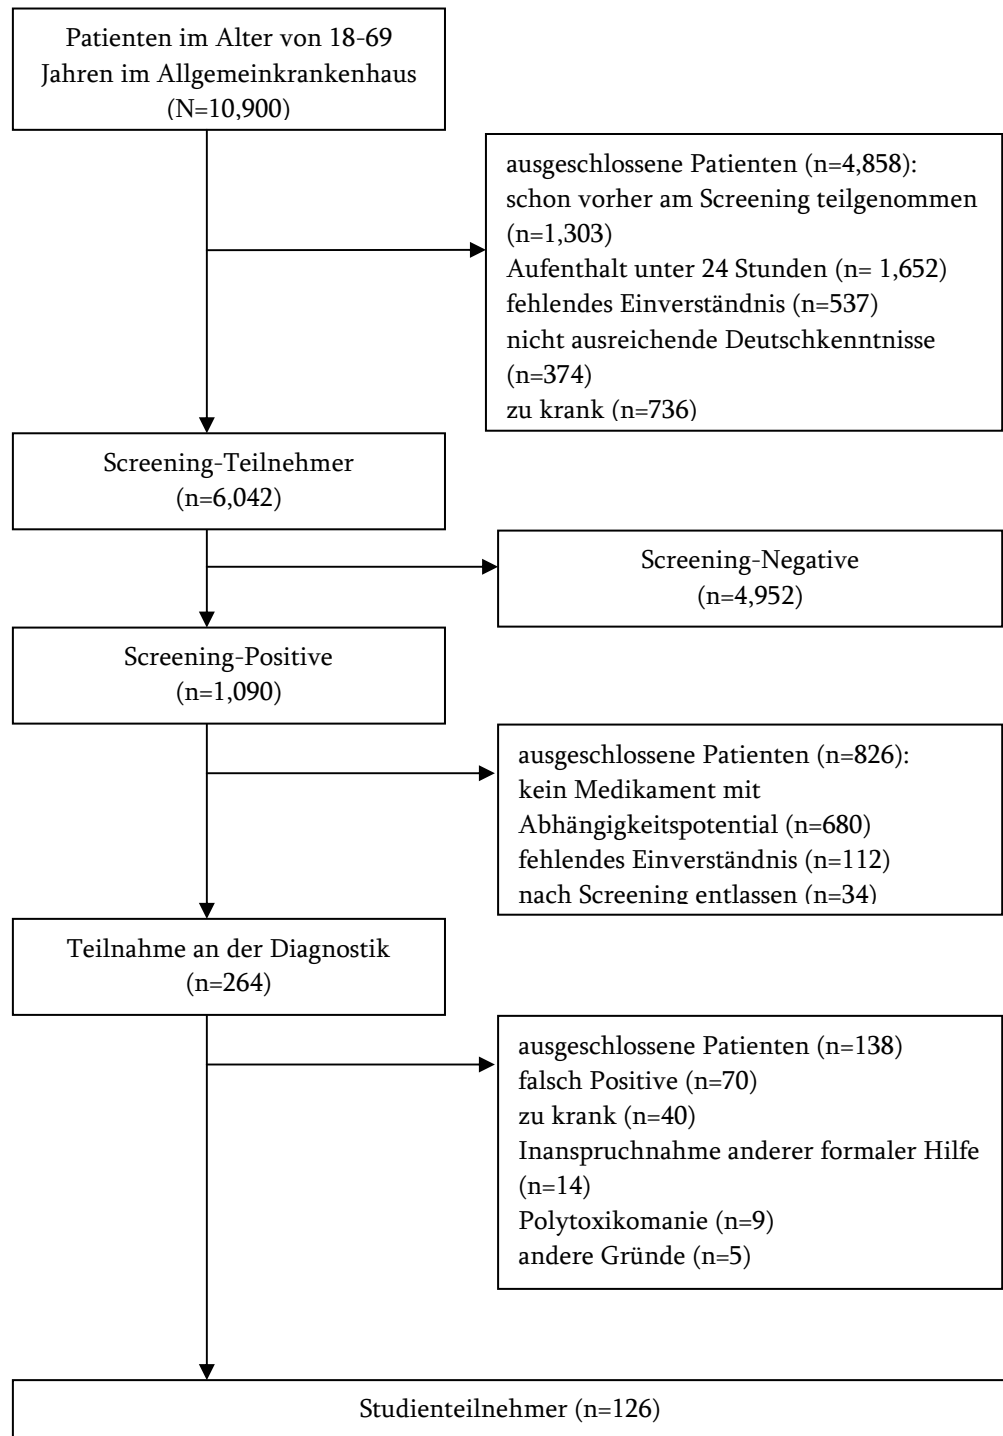 Patienten im Alter von 18-69
Jahren im Allgemeinkrankenhaus
(N=10,900)
ausgeschlossene Patienten (n=4,858):
schon vorher am Screening teilgenommen
(n=1,303)
Aufenthalt unter 24 Stunden (n= 1,652)
fehlendes Einverständnis (n=537)
nicht ausreichende Deutschkenntnisse
(n=374)
zu krank (n=736)
Screening-Teilnehmer
(n=6,042)
Screening-Negative
(n=4,952)
Screening-Positive
(n=1,090)
ausgeschlossene Patienten (n=826):
kein Medikament mit
Abhängigkeitspotential (n=680)
fehlendes Einverständnis (n=112)
nach Screening entlassen (n=34)
Teilnahme an der Diagnostik
(n=264)
ausgeschlossene Patienten (n=138)
falsch Positive (n=70)
zu krank (n=40)
Inanspruchnahme anderer formaler Hilfe
(n=14)
Polytoxikomanie (n=9)
andere Gründe (n=5)
Studienteilnehmer (n=126)